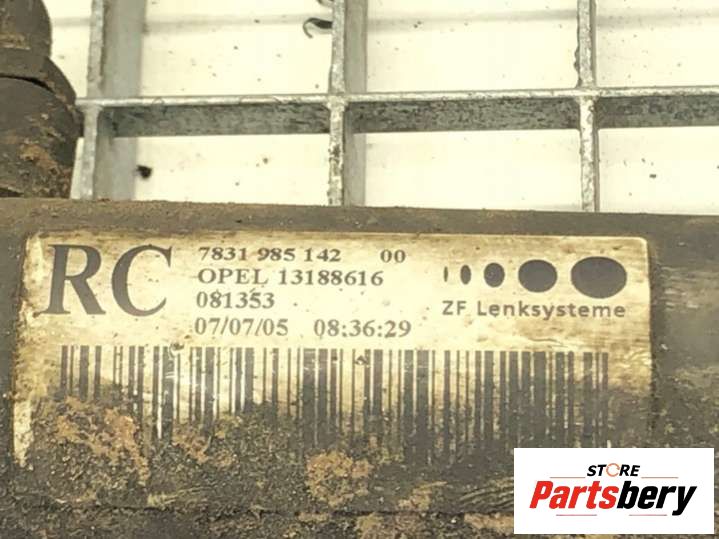 RC
7831 985 142 00
OPEL 13188616
081353
07/07/05 08:36:29
ZF Lenksysteme
STORE
Partsbery